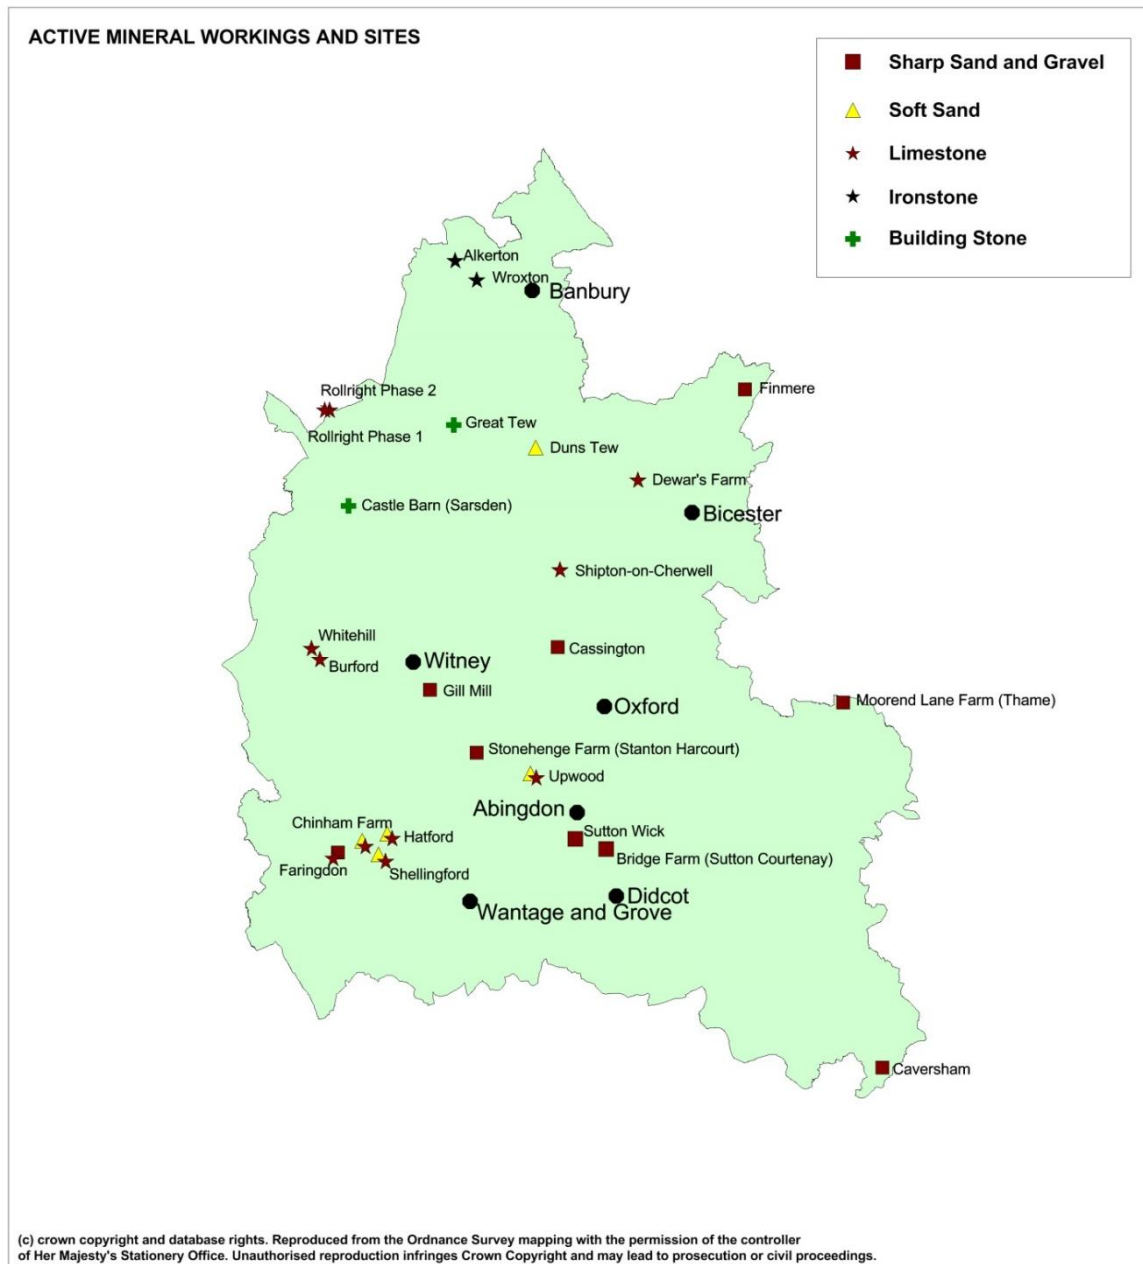 ACTIVE MINERAL WORKINGS AND SITES
Sharp Sand and Gravel
Soft Sand
Limestone
Ironstone
Building Stone
Alkerton
Wroxton
Banbury
Rollright Phase 2
Finmere
Rollright Phase 1
Great Tew
Duns Tew
Dewar's Farm
Castle Barn (Sarsden)
Bicester
Shipton-on-Cherwell
Whitehill
Burford
Witney
Cassington
Gill Mill
Oxford
Moorend Lane Farm (Thame)
Stonehenge Farm (Stanton Harcourt)
Upwood
Abingdon
Chinham Farm
Hatford
Sutton Wick
Bridge Farm (Sutton Courtenay)
Faringdon
Shellingford
Didcot
Wantage and Grove
Caversham
(c) crown copyright and database rights. Reproduced from the Ordnance Survey mapping with the permission of the controller
of Her Majesty's Stationery Office. Unauthorised reproduction infringes Crown Copyright and may lead to prosecution or civil proceedings.